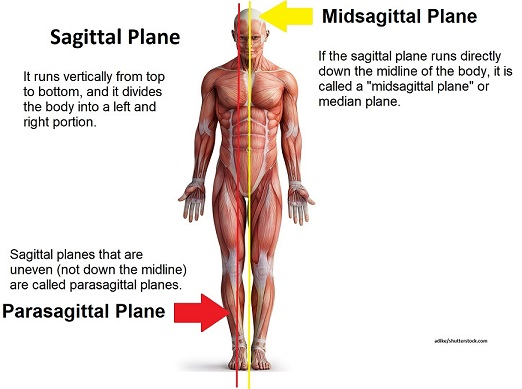 Midsagittal Plane
Sagittal Plane
If the sagittal plane runs directly
down the midline of the body, it is
called a "midsagittal plane" or
median plane.
It runs vertically from top
to bottom, and it divides
the body into a left and
right portion.
Sagittal planes that are
uneven (not down the midline)
are called parasagittal planes.
Parasagittal Plane
adike/shutterstock.com